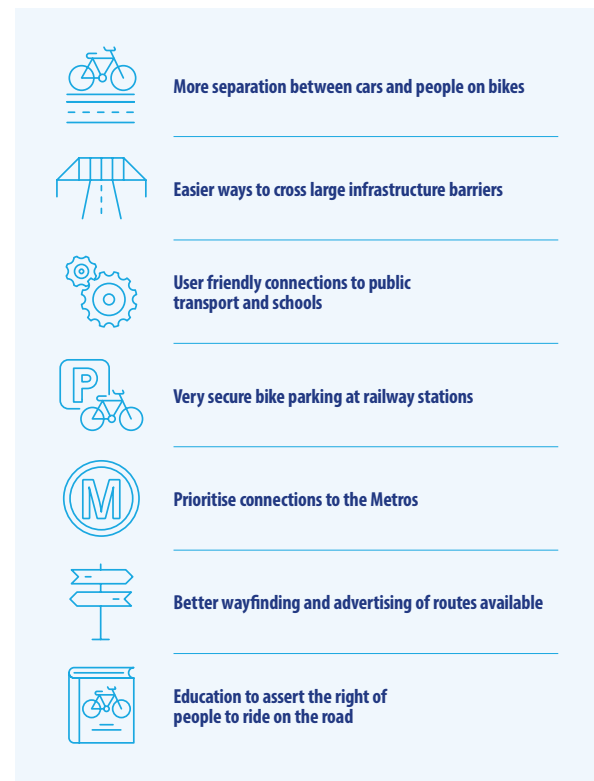 More separation between cars and people on bikes
Easier ways to cross large infrastructure barriers
User friendly connections to public
transport and schools
P
Very secure bike parking at railway stations
M
Prioritise connections to the Metros
Better wayfinding and advertising of routes available
Education to assert the right of
people to ride on the road